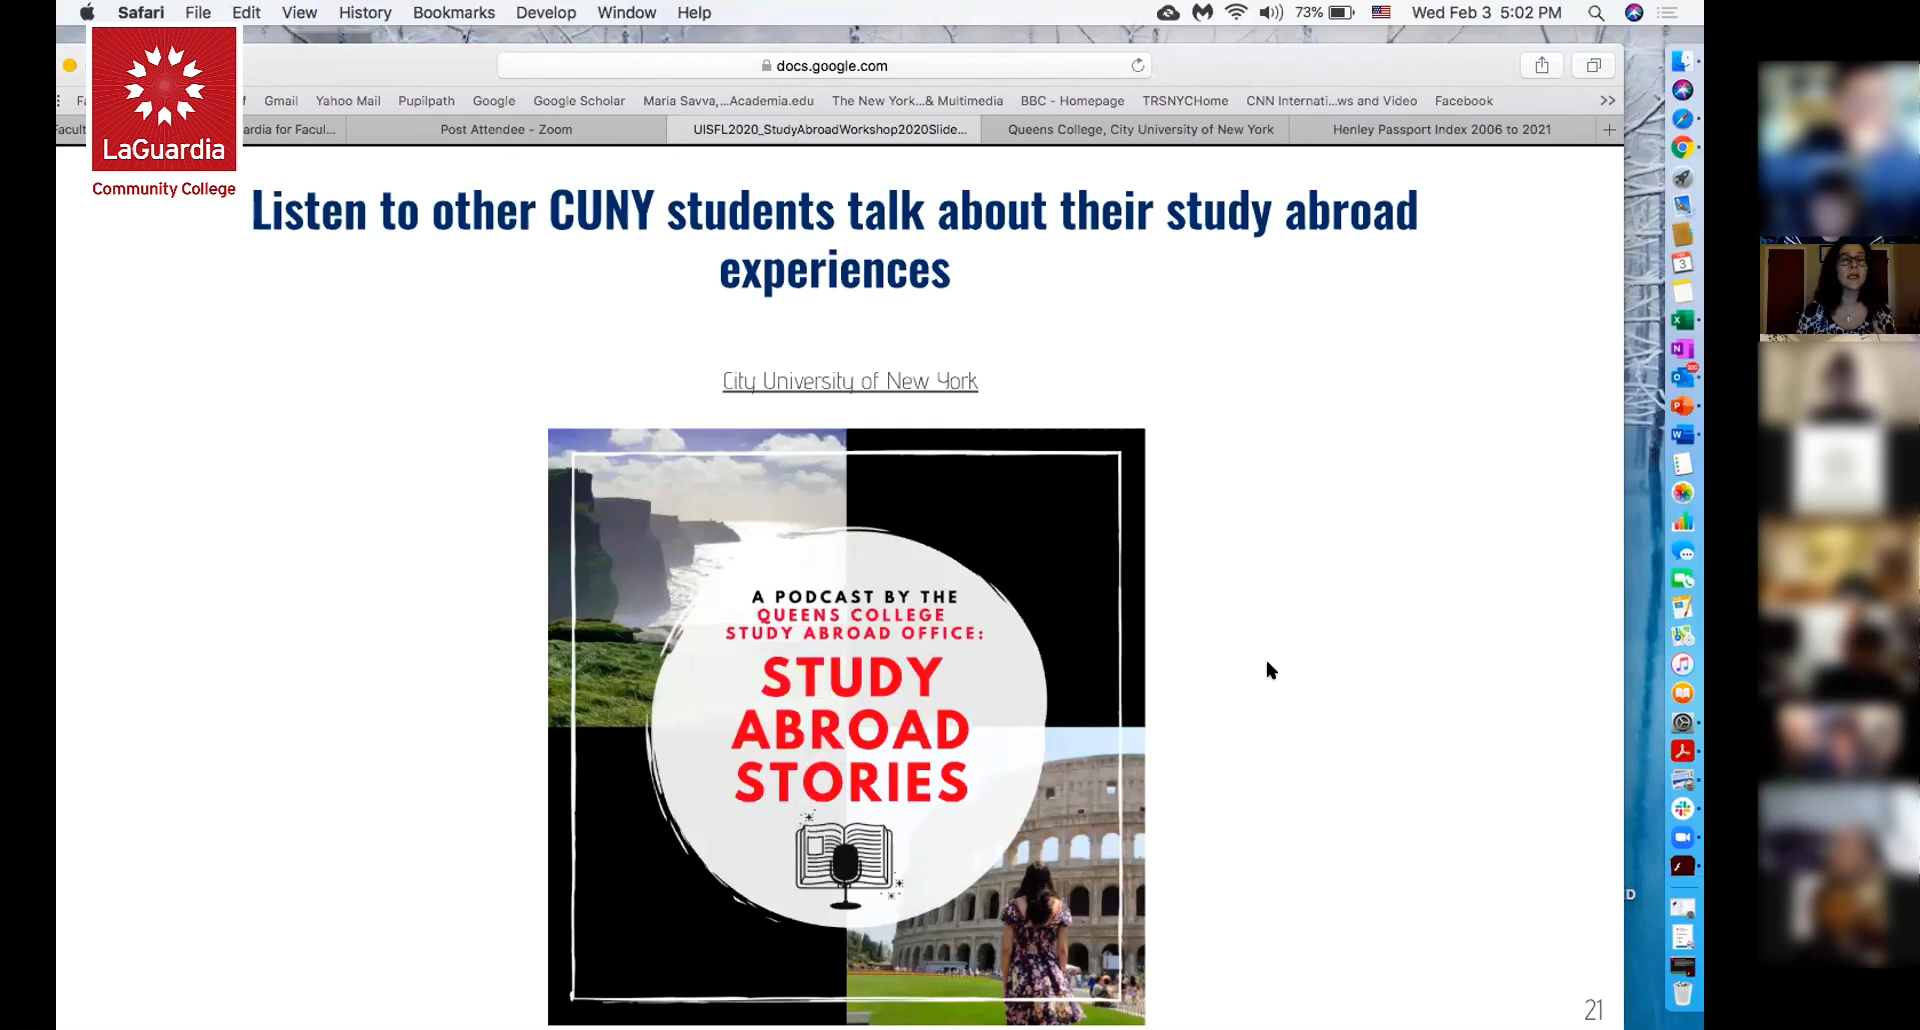 Safari File Edit View History Bookmarks Develop Window Help 73% Wed Feb 3 5:02 PM
docs.google.com
Gmail Yahoo Mail Pupilpath Google Google Scholar Maria Savva,...Academia.edu The New York...& Multimedia BBC - Homepage TRSNYCHome CNN Internati...ws and Video Facebook
ardia for Facul... Post Attendee - Zoom UISFL2020_StudyAbroadWorkshop2020Slide... Queens College, City University of New York Henley Passport Index 2006 to 2021
LaGuardia
Community College
Listen to other CUNY students talk about their study abroad
experiences
City University of New York
A PODCAST BY THE
QUEENS COLLEGE
STUDY ABROAD OFFICE:
STUDY
ABROAD
STORIES
21